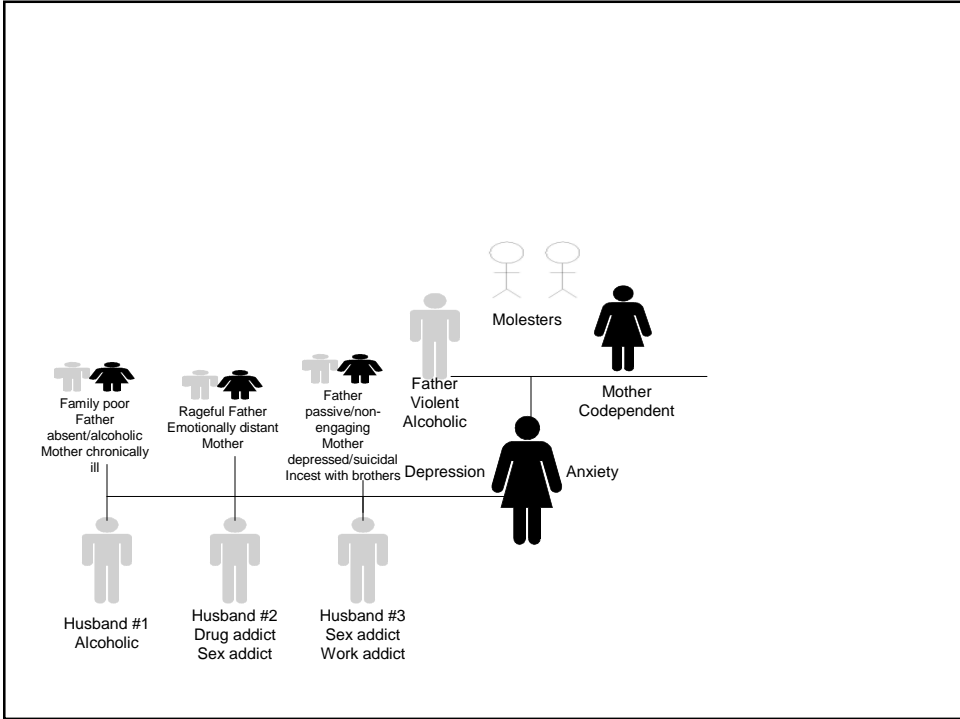 Molesters
Father
Violent
Alcoholic
Mother
Codependent
Family poor
Father
absent/alcoholic
Mother chronically
ill
Rageful Father
Emotionally distant
Mother
Father
passive/non-
engaging
Mother
depressed/suicidal
Incest with brothers
Depression
Anxiety
Husband #1
Alcoholic
Husband #2
Drug addict
Sex addict
Husband #3
Sex addict
Work addict